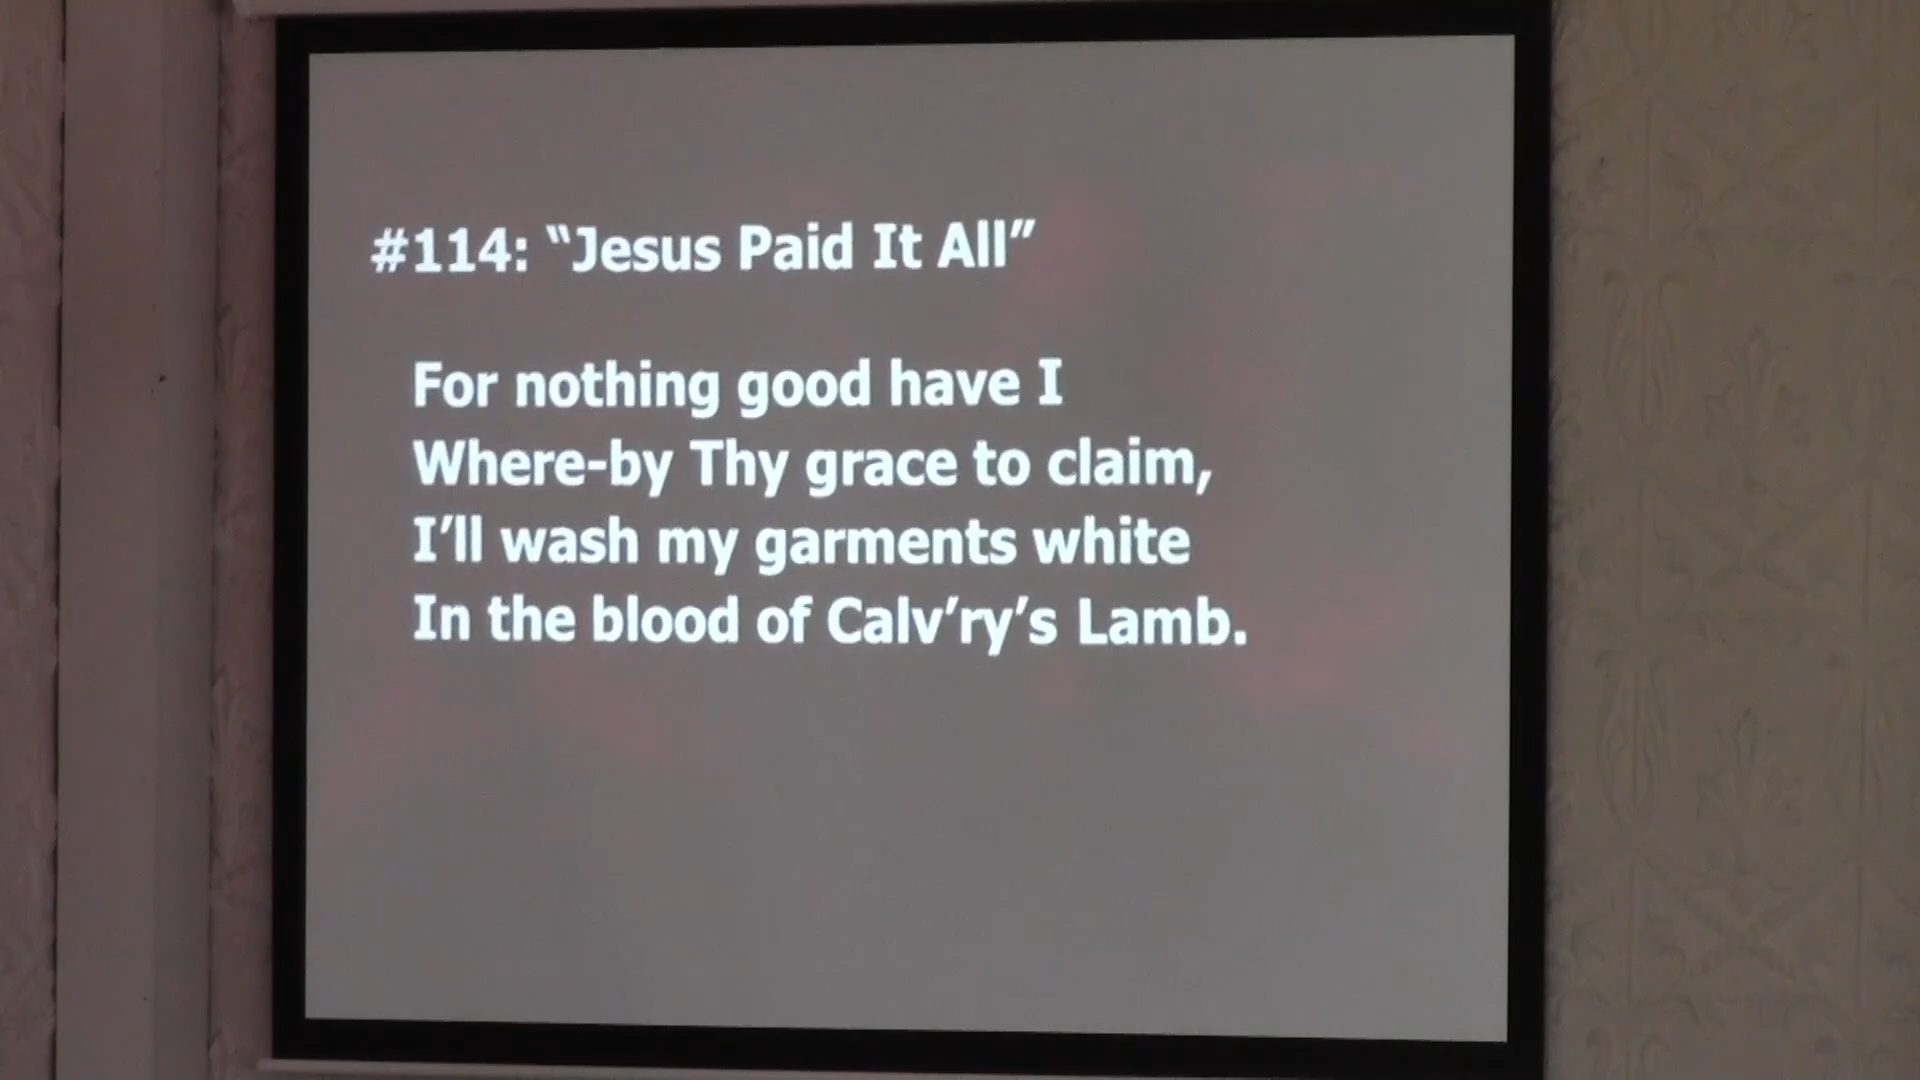 #114: “Jesus Paid It All”
For nothing good have I
Where-by Thy grace to claim,
I’ll wash my garments white
In the blood of Calv’ry’s Lamb.